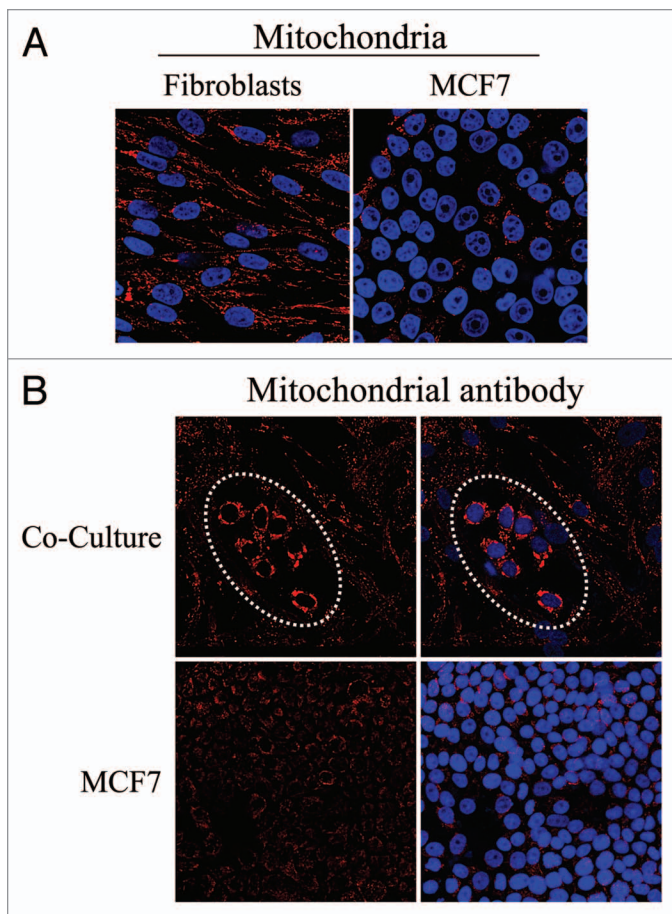 A
Mitochondria
Fibroblasts MCF7
B
Mitochondrial antibody
Co-Culture
MCF7